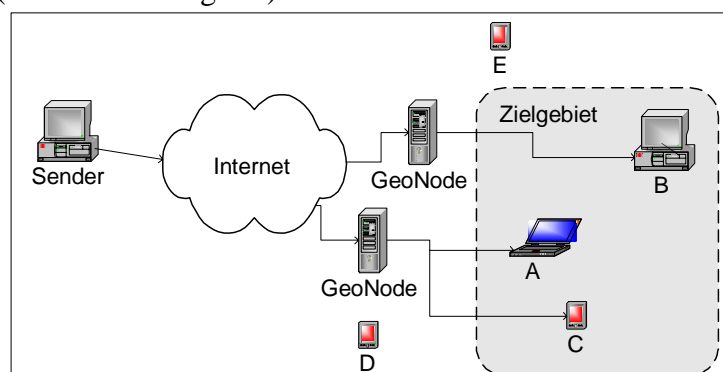 E
Zielgebiet
Sender
Internet
GeoNode
B
A
GeoNode
C
D